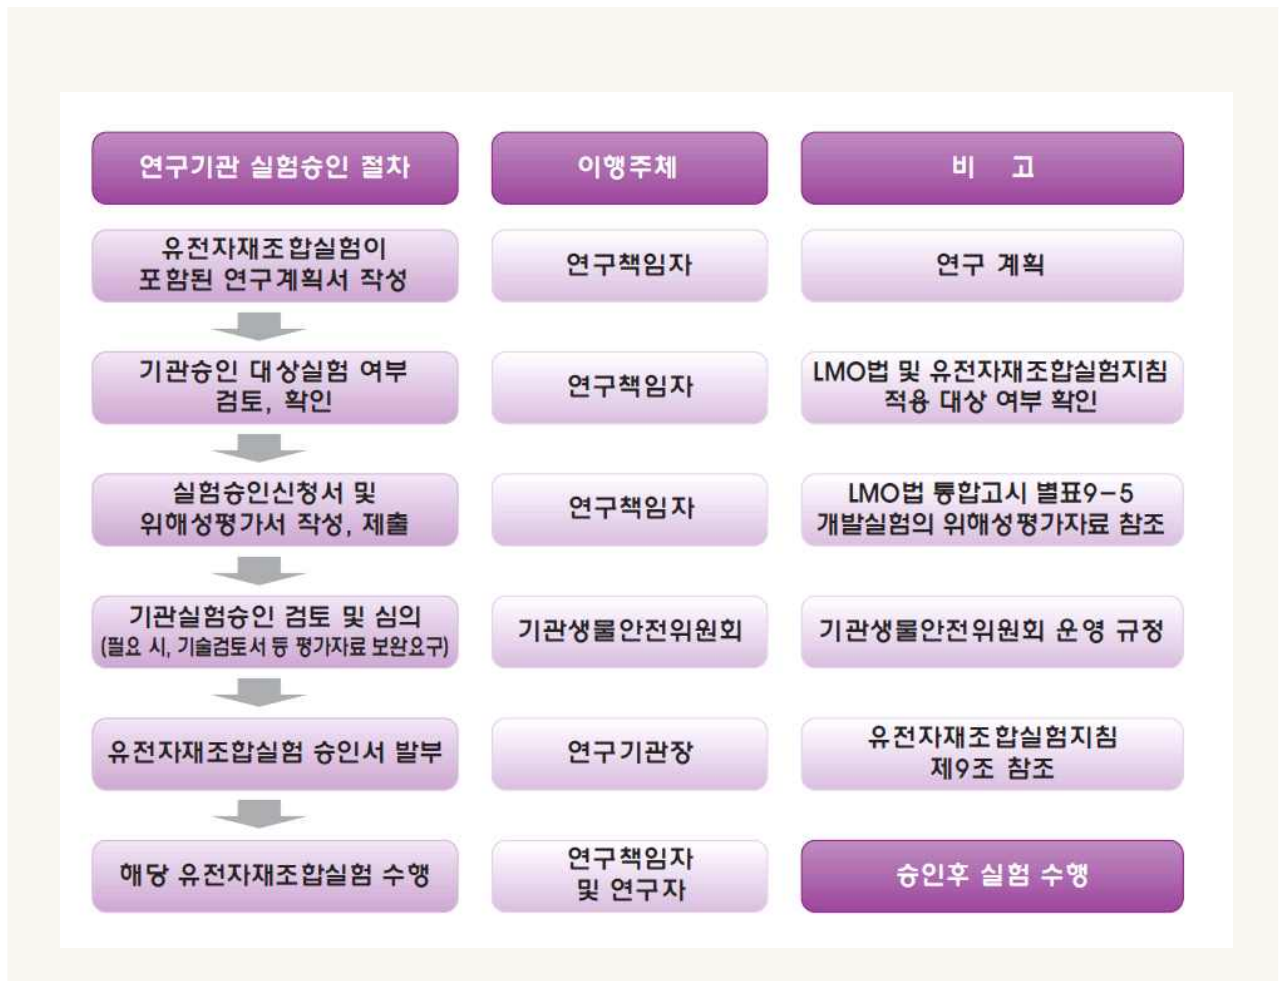 연구기관 실험승인 절차
이행주체
비 고
유전자재조합실험이
포함된 연구계획서 작성
연구책임자
연구 계획
기관승인 대상실험 여부
검토, 확인
연구책임자
LMO법 및 유전자재조합실험지침
적용 대상 여부 확인
실험승인신청서 및
위해성평가서 작성, 제출
연구책임자
LMO법 통합고시 별표9-5
개발실험의 위해성평가자료 참조
기관실험승인 검토 및 심의
(필요 시, 기술검토서 등 평가자료 보완요구)
기관생물안전위원회
기관생물안전위원회 운영 규정
유전자재조합실험 승인서 발부
연구기관장
유전자재조합실험지침
제9조 참조
해당 유전자재조합실험 수행
연구책임자
및 연구자
승인후 실험 수행